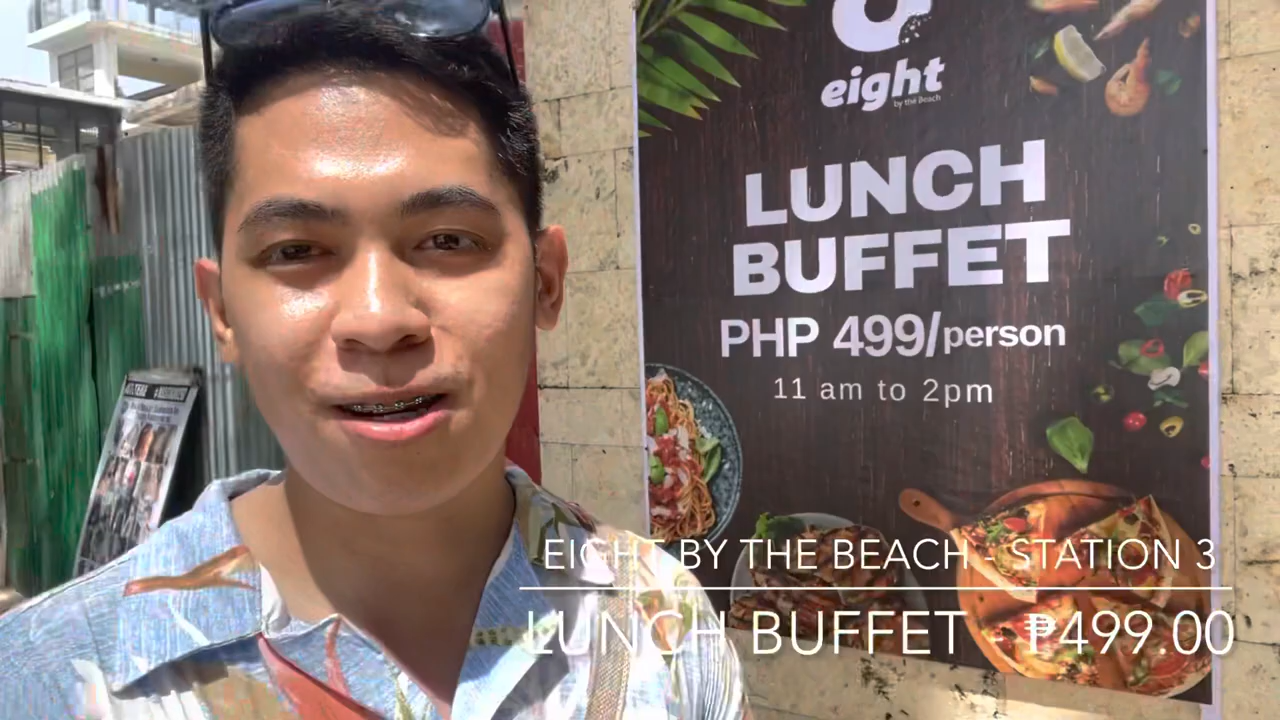 eight
by the Beach
LUNCH
BUFFET
PHP 499/person
11 am to 2pm
EIGHT BY THE BEACH - STATION 3
LUNCH BUFFET - ₱499.00